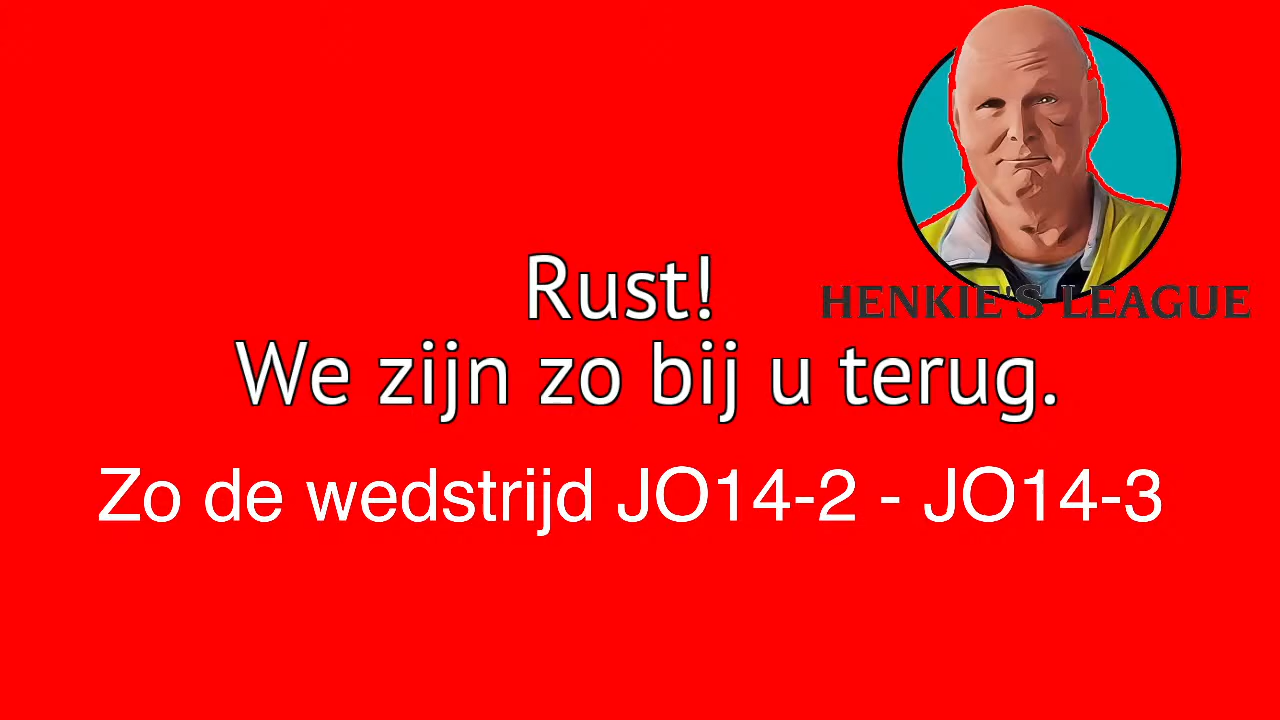 HENKIE'S LEAGUE
Rust!
We zijn zo bij u terug.
Zo de wedstrijd JO14-2 - JO14-3